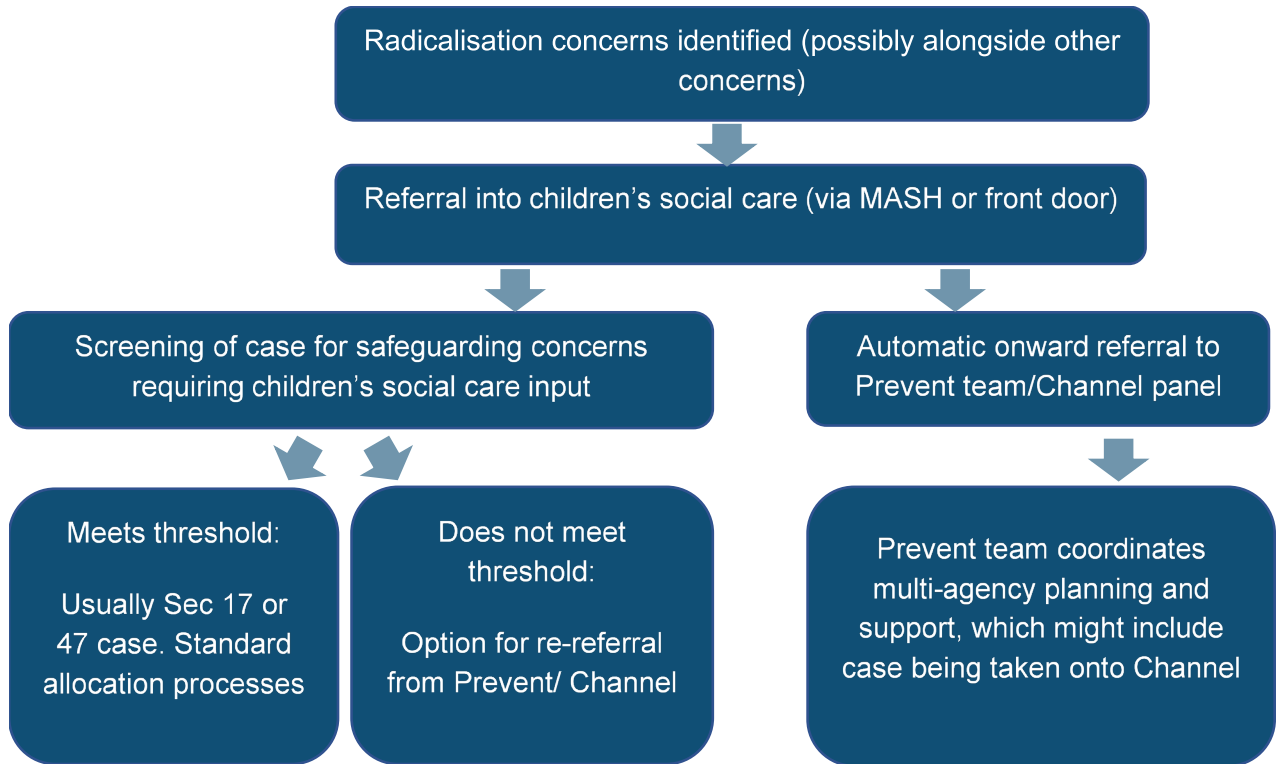 Radicalisation concerns identified (possibly alongside other
concerns)
Referral into children’s social care (via MASH or front door)
Screening of case for safeguarding concerns
requiring children’s social care input
Automatic onward referral to
Prevent team/Channel panel
Meets threshold:
Usually Sec 17 or
47 case. Standard
allocation processes
Does not meet
threshold:
Option for re-referral
from Prevent/ Channel
Prevent team coordinates
multi-agency planning and
support, which might include
case being taken onto Channel